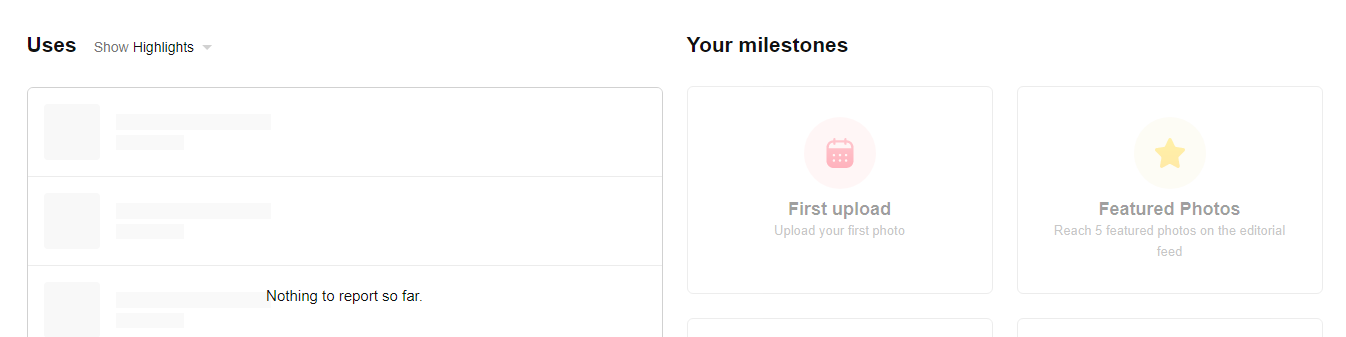 Uses Show Highlights
Nothing to report so far.
Your milestones
First upload
Upload your first photo
Featured Photos
Reach 5 featured photos on the editorial
feed